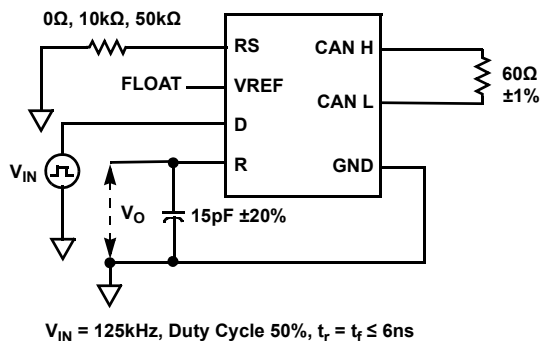 0Ω, 10kΩ, 50kΩ
RS
CAN H
FLOAT
VREF
60Ω
±1%
CAN L
D
VIN
R
GND
VO
15pF ±20%
VIN = 125kHz, Duty Cycle 50%, tr = tf ≤ 6ns